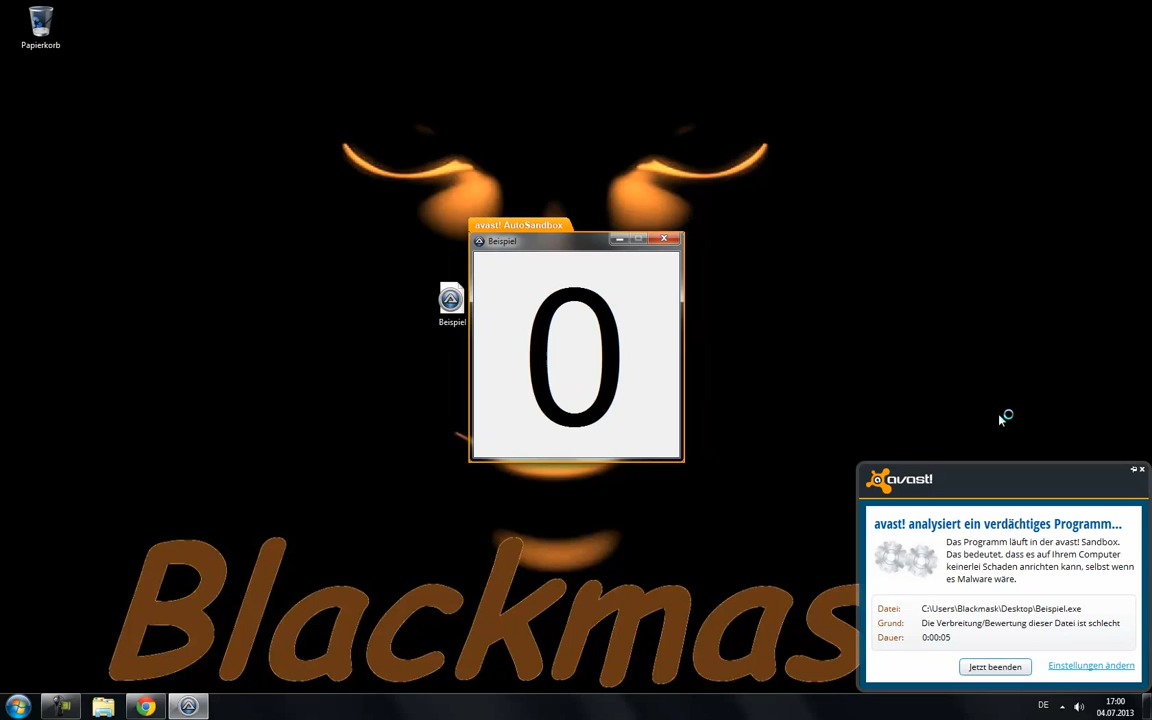 Papierkorb
avast! AutoSandbox
Beispiel
0
Beispiel
avast!
avast! analysiert ein verdächtiges Programm...
Das Programm läuft in der avast! Sandbox.
Das bedeutet, dass es auf Ihrem Computer
keinerlei Schaden anrichten kann, selbst wenn
es Malware wäre.
Datei: C:\Users\Blackmask\Desktop\Beispiel.exe
Grund: Die Verbreitung/Bewertung dieser Datei ist schlecht
Dauer: 0:00:05
Jetzt beenden Einstellungen ändern
Blackmas
DE 17:00
04.07.2013